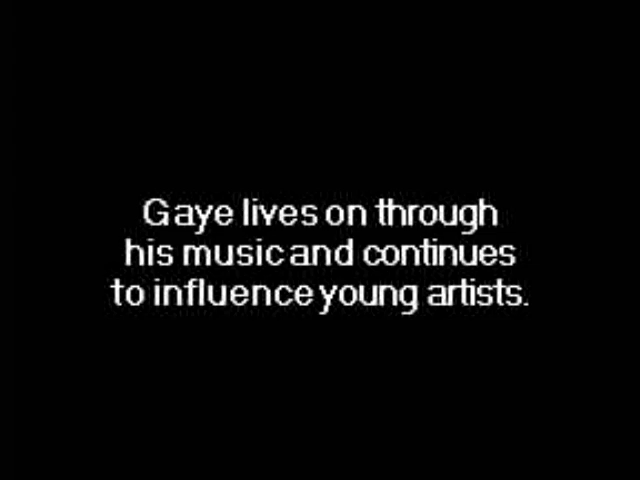 Gaye lives on through
his music and continues
to influence young artists.